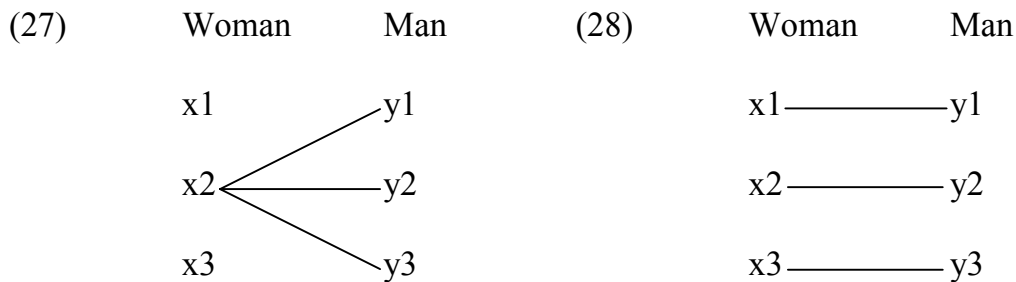 (27) Woman Man (28) Woman Man
x1 y1 x1 y1
x2 y2 x2 y2
x3 y3 x3 y3